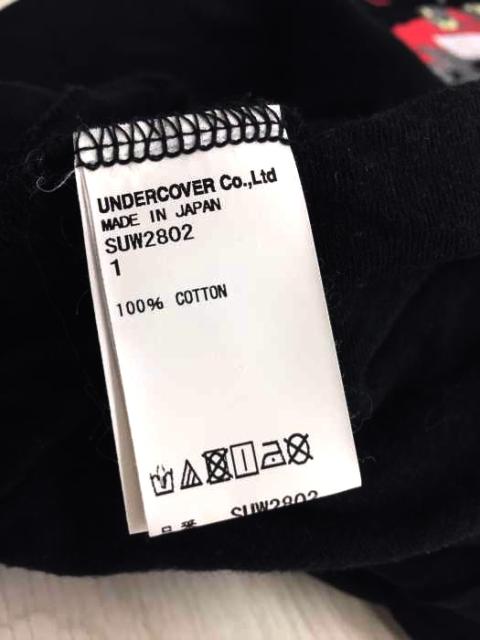 UNDERCOVER Co.,Ltd
MADE IN JAPAN
SUW2802
1
100% COTTON
SUW2802